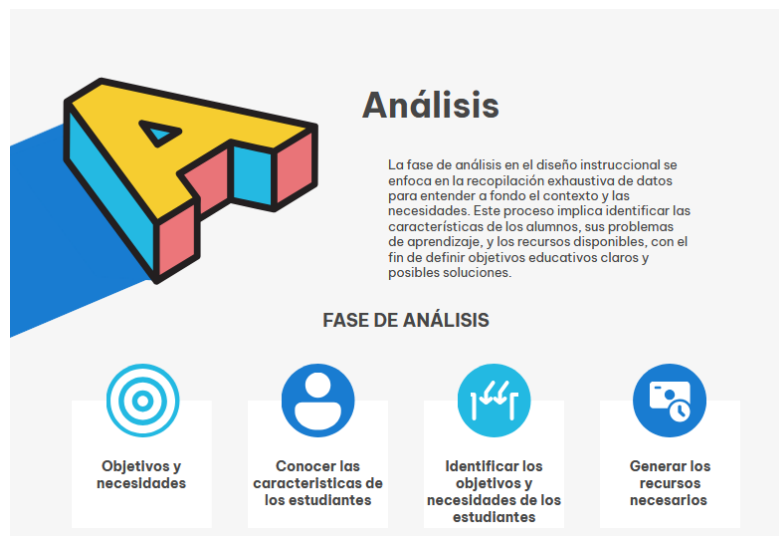 Análisis
La fase de análisis en el diseño instruccional se
enfoca en la recopilación exhaustiva de datos
para entender a fondo el contexto y las
necesidades. Este proceso implica identificar las
características de los alumnos, sus problemas
de aprendizaje, y los recursos disponibles, con el
fin de definir objetivos educativos claros y
posibles soluciones.
FASE DE ANÁLISIS
Objetivos y
necesidades
Conocer las
caracteristicas de
los estudiantes
Identificar los
objetivos y
necesidades de los
estudiantes
Generar los
recursos
necesarios